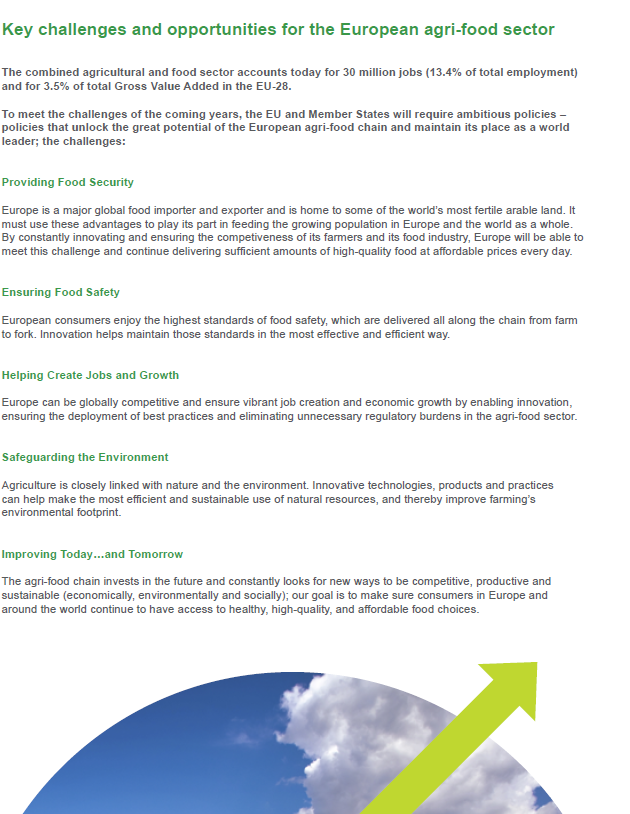 Key challenges and opportunities for the European agri-food sector
The combined agricultural and food sector accounts today for 30 million jobs (13.4% of total employment)
and for 3.5% of total Gross Value Added in the EU-28.
To meet the challenges of the coming years, the EU and Member States will require ambitious policies –
policies that unlock the great potential of the European agri-food chain and maintain its place as a world
leader; the challenges:
Providing Food Security
Europe is a major global food importer and exporter and is home to some of the world's most fertile arable land. It
must use these advantages to play its part in feeding the growing population in Europe and the world as a whole.
By constantly innovating and ensuring the competiveness of its farmers and its food industry, Europe will be able to
meet this challenge and continue delivering sufficient amounts of high-quality food at affordable prices every day.
Ensuring Food Safety
European consumers enjoy the highest standards of food safety, which are delivered all along the chain from farm
to fork. Innovation helps maintain those standards in the most effective and efficient way.
Helping Create Jobs and Growth
Europe can be globally competitive and ensure vibrant job creation and economic growth by enabling innovation,
ensuring the deployment of best practices and eliminating unnecessary regulatory burdens in the agri-food sector.
Safeguarding the Environment
Agriculture is closely linked with nature and the environment. Innovative technologies, products and practices
can help make the most efficient and sustainable use of natural resources, and thereby improve farming's
environmental footprint.
Improving Today…and Tomorrow
The agri-food chain invests in the future and constantly looks for new ways to be competitive, productive and
sustainable (economically, environmentally and socially); our goal is to make sure consumers in Europe and
around the world continue to have access to healthy, high-quality, and affordable food choices.